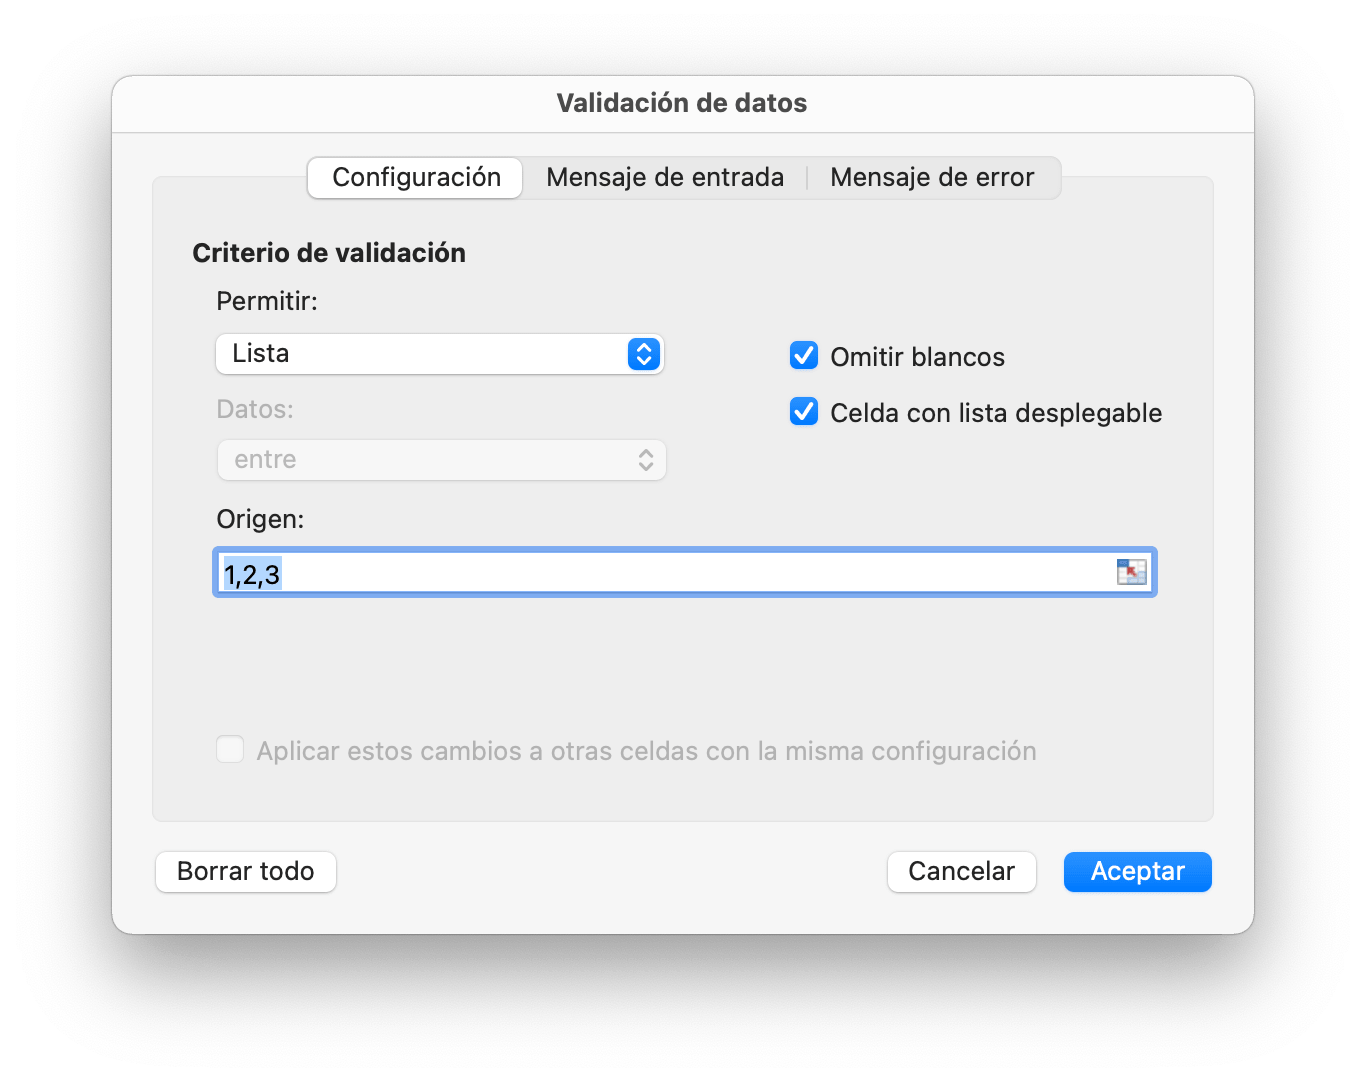 Validación de datos
Configuración
Mensaje de entrada
Mensaje de error
Criterio de validación
Permitir:
Lista
Omitir blancos
Datos:
Celda con lista desplegable
entre
Origen:
1,2,3
Aplicar estos cambios a otras celdas con la misma configuración
Borrar todo
Cancelar
Aceptar